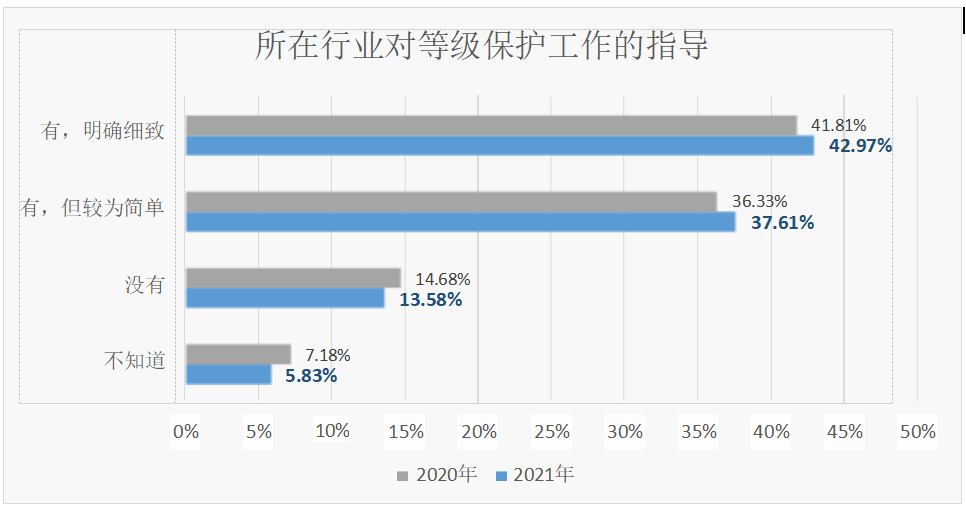 所在行业对等级保护工作的指导
有，明确细致
41.81%
42.97%
有，但较为简单
36.33%
37.61%
没有
14.68%
13.58%
不知道
7.18%
5.83%
0% 5% 10% 15% 20% 25% 30% 35% 40% 45% 50%
2020年 2021年